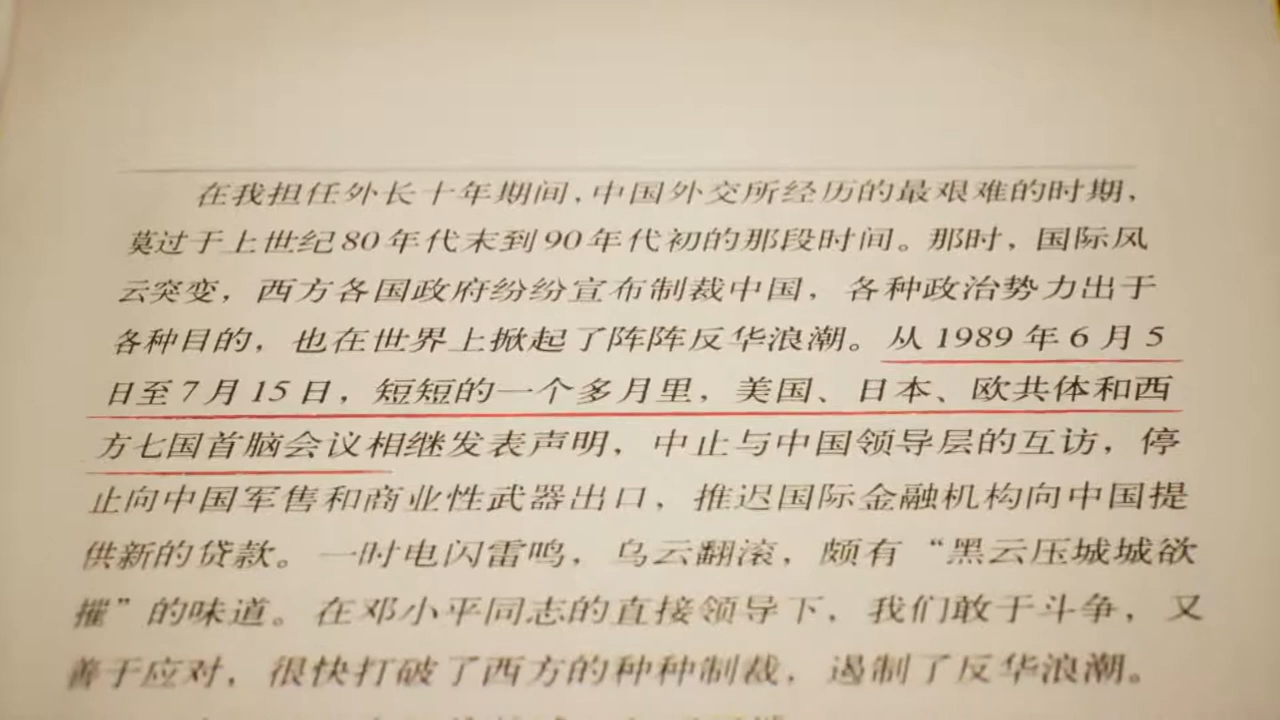 在我担任外长十年期间,中国外交所经历的最艰难的时期,
莫过于上世纪80年代末到90年代初的那段时间。那时,国际风
云突变,西方各国政府纷纷宣布制裁中国,各种政治势力出于
各种目的,也在世界上掀起了阵阵反华浪潮。从1989年6月5
日至7月15日,短短的一个多月里,美国、日本、欧共体和西
方七国首脑会议相继发表声明,中止与中国领导层的互访,停
止向中国军售和商业性武器出口,推迟国际金融机构向中国提
供新的贷款。一时电闪雷鸣,乌云翻滚,颇有“黑云压城城欲
摧”的味道。在邓小平同志的直接领导下,我们敢于斗争,又
善于应对,很快打破了西方的种种制裁,遏制了反华浪潮。